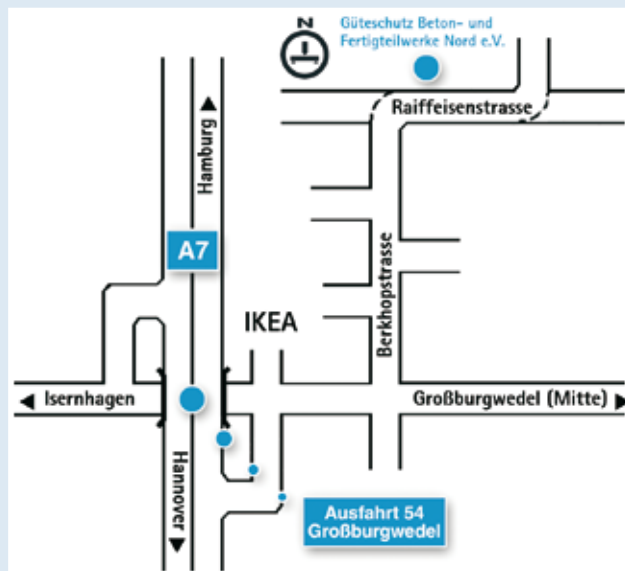 N
Güteschutz Beton- und
Fertigteilwerke Nord e.V.
Raiffeisenstrasse
Hamburg
A7
Berkhopstrasse
IKEA
Isernhagen
Großburgwedel (Mitte)
Hannover
Ausfahrt 54
Großburgwedel